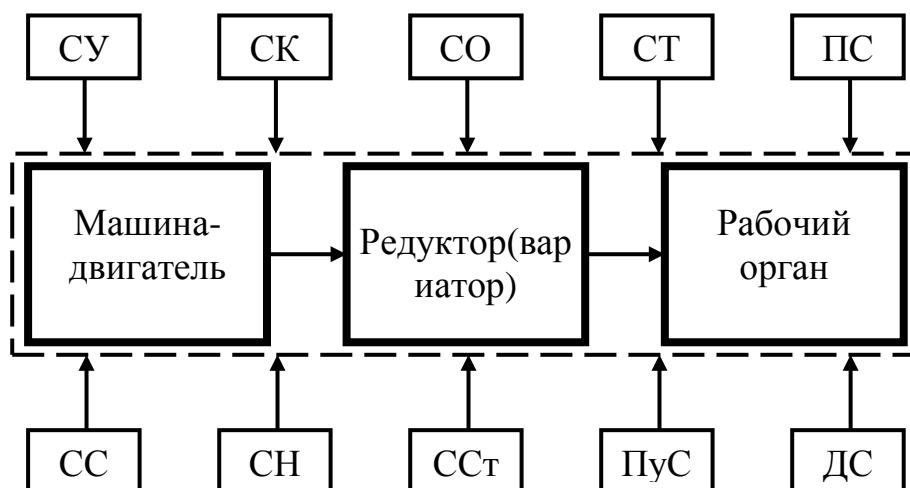 СУ
СК
СО
СТ
ПС
Машина-
двигатель
Редуктор(вар
иатор)
Рабочий
орган
СС
СН
ССт
ПуС
ДС